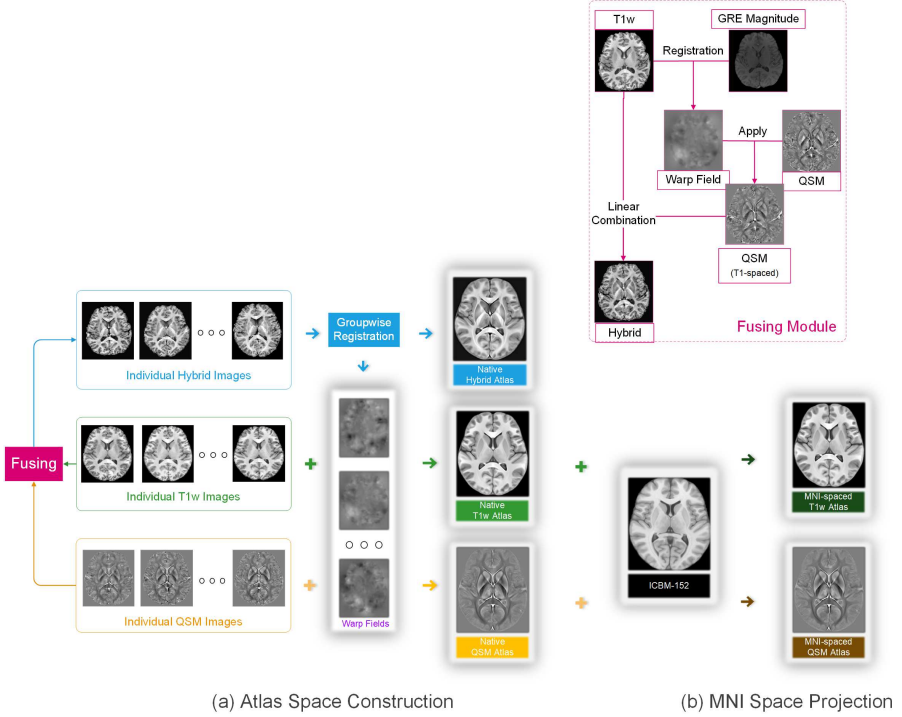 T1w
GRE Magnitude
Registration
Apply
Warp Field
QSM
Linear
Combination
QSM
(T1-spaced)
Hybrid
Fusing Module
Individual Hybrid Images
Groupwise
Registration
Native
Hybrid Atlas
Fusing
Individual T1w Images
Native
T1w Atlas
MNI-spaced
T1w Atlas
ICBM-152
Individual QSM Images
Warp Fields
Native
QSM Atlas
MNI-spaced
QSM Atlas
(a) Atlas Space Construction
(b) MNI Space Projection